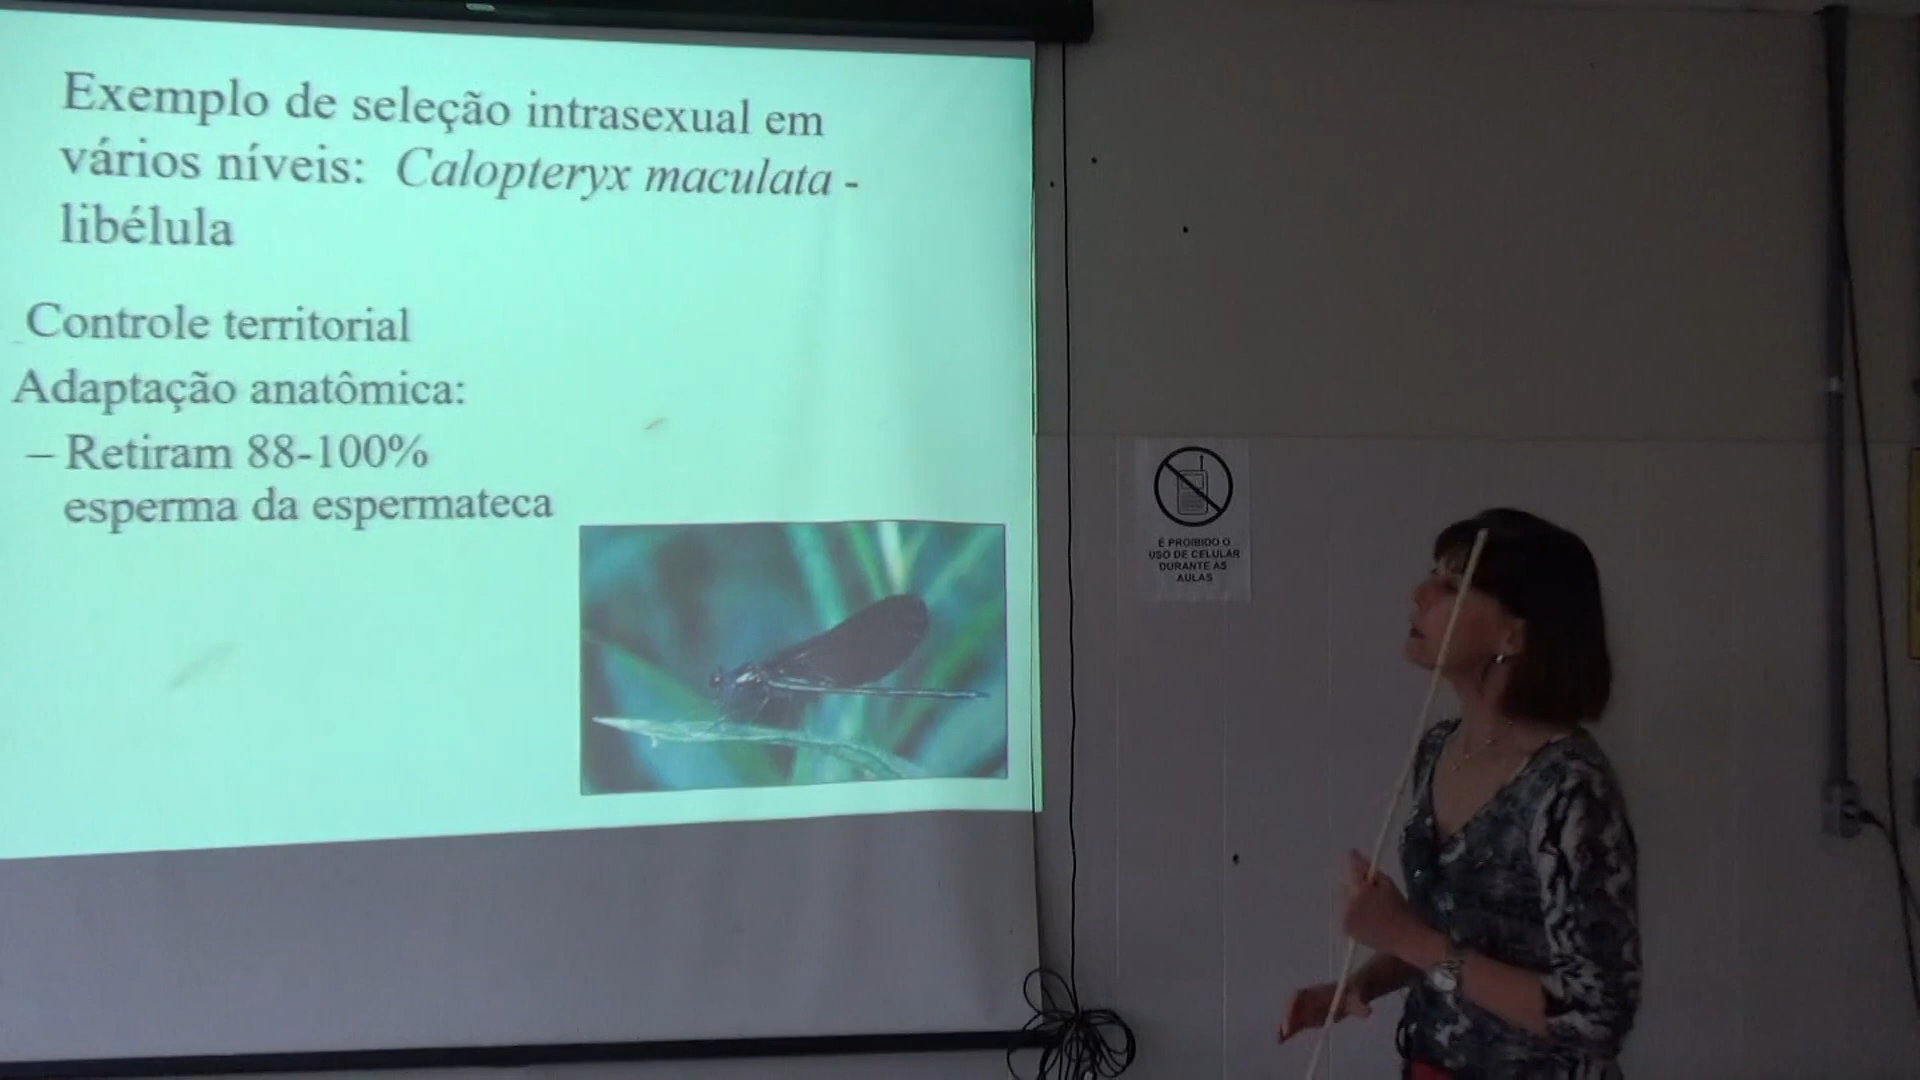 Exemplo de seleção intrasexual em
vários níveis: Calopteryx maculata -
libélula
Controle territorial
Adaptação anatômica:
– Retiram 88-100%
esperma da espermateca
É PROIBIDO O
USO DE CELULAR
DURANTE AS
AULAS